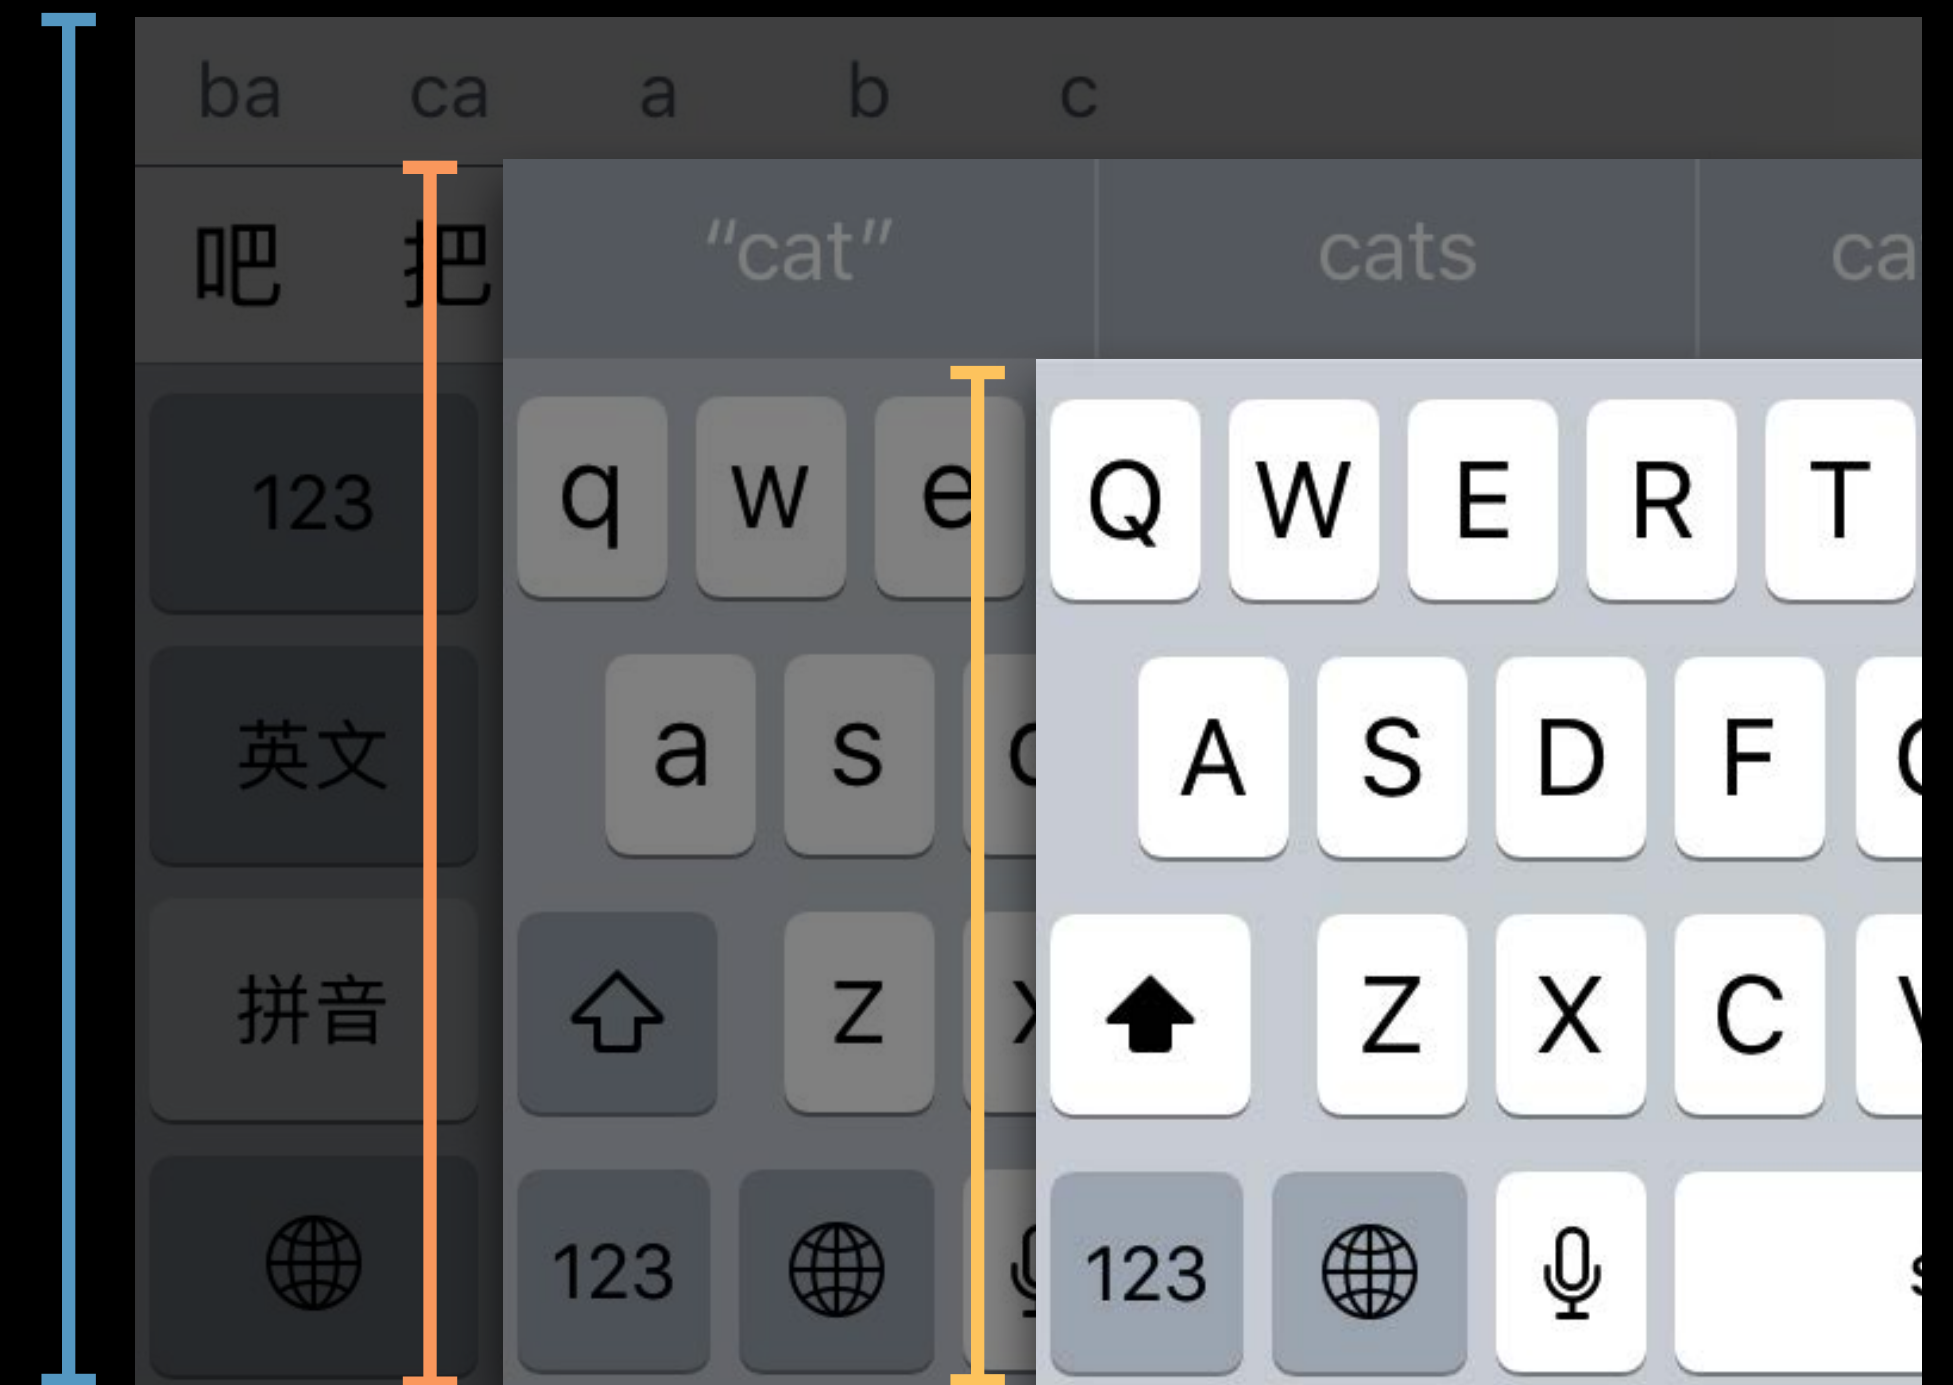 ba ca a b c
吧 把
“cat” cats
123
英文
拼音
q w e
a s
z
123
Q W E R T
A S D F
Z X C
123